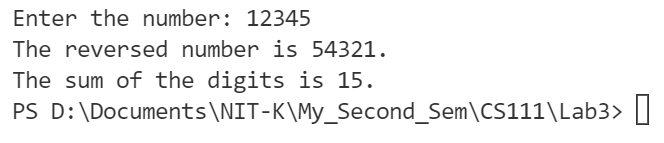 Enter the number: 12345
The reversed number is 54321.
The sum of the digits is 15.
PS D:\Documents\NIT-K\My_Second_Sem\CS111\Lab3>